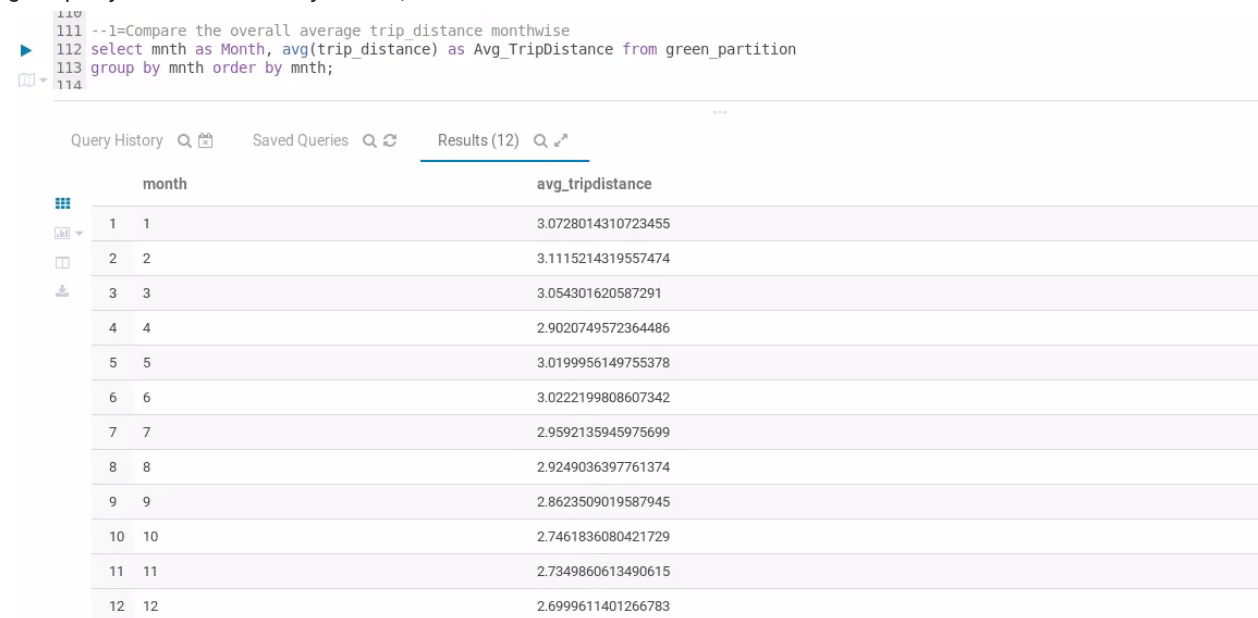 110
111 --1=Compare the overall average trip_distance monthwise
112 select mnth as Month, avg(trip_distance) as Avg_TripDistance from green_partition
113 group by mnth order by mnth;
114
Query History Saved Queries Results (12)
month avg_tripdistance
1 1 3.0728014310723455
2 2 3.1115214319557474
3 3 3.054301620587291
4 4 2.9020749572364486
5 5 3.0199956149755378
6 6 3.0222199808607342
7 7 2.9592135945975699
8 8 2.9249036397761374
9 9 2.8623509019587945
10 10 2.7461836080421729
11 11 2.7349860613490615
12 12 2.6999611401266783